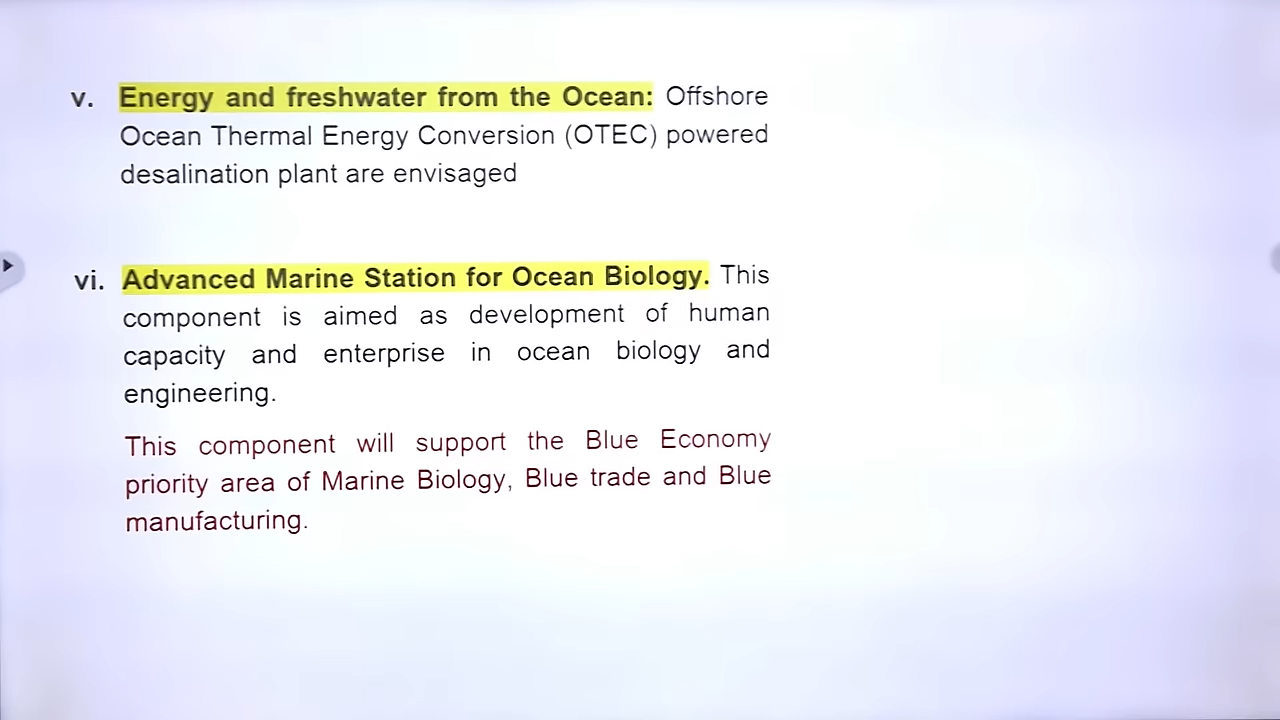 v. Energy and freshwater from the Ocean: Offshore
Ocean Thermal Energy Conversion (OTEC) powered
desalination plant are envisaged
vi. Advanced Marine Station for Ocean Biology. This
component is aimed as development of human
capacity and enterprise in ocean biology and
engineering.
This component will support the Blue Economy
priority area of Marine Biology, Blue trade and Blue
manufacturing.